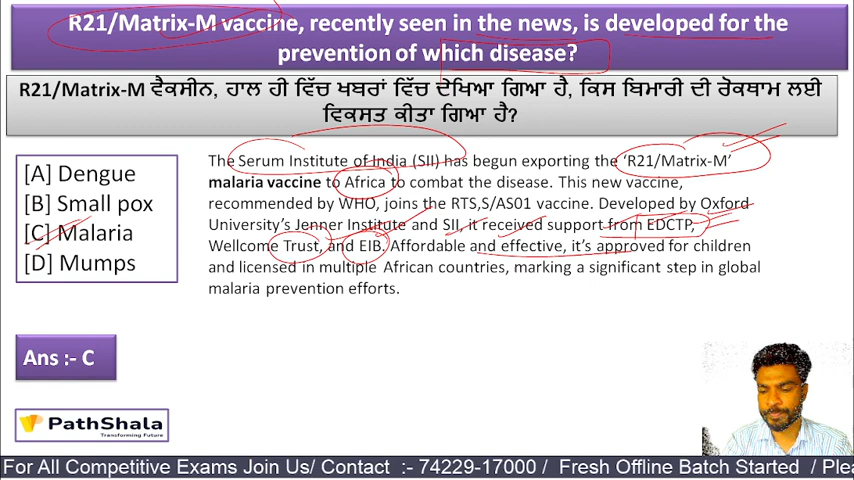 R21/Matrix-M vaccine, recently seen in the news, is developed for the
prevention of which disease?
R21/Matrix-M ਵੈਕਸੀਨ, ਹਾਲ ਹੀ ਵਿੱਚ ਖਬਰਾਂ ਵਿੱਚ ਦੇਖਿਆ ਗਿਆ ਹੈ, ਕਿਸ ਬਿਮਾਰੀ ਦੀ ਰੋਕਥਾਮ ਲਈ
ਵਿਕਸਤ ਕੀਤਾ ਗਿਆ ਹੈ?
[A] Dengue
[B] Small pox
[C] Malaria
[D] Mumps
The Serum Institute of India (SII) has begun exporting the ‘R21/Matrix-M’
malaria vaccine to Africa to combat the disease. This new vaccine,
recommended by WHO, joins the RTS,S/AS01 vaccine. Developed by Oxford
University’s Jenner Institute and SII, it received support from EDCTP,
Wellcome Trust, and EIB. Affordable and effective, it’s approved for children
and licensed in multiple African countries, marking a significant step in global
malaria prevention efforts.
Ans :- C
PathShala
Transforming Future
For All Competitive Exams Join Us/ Contact :- 74229-17000 / Fresh Offline Batch Started / Plea